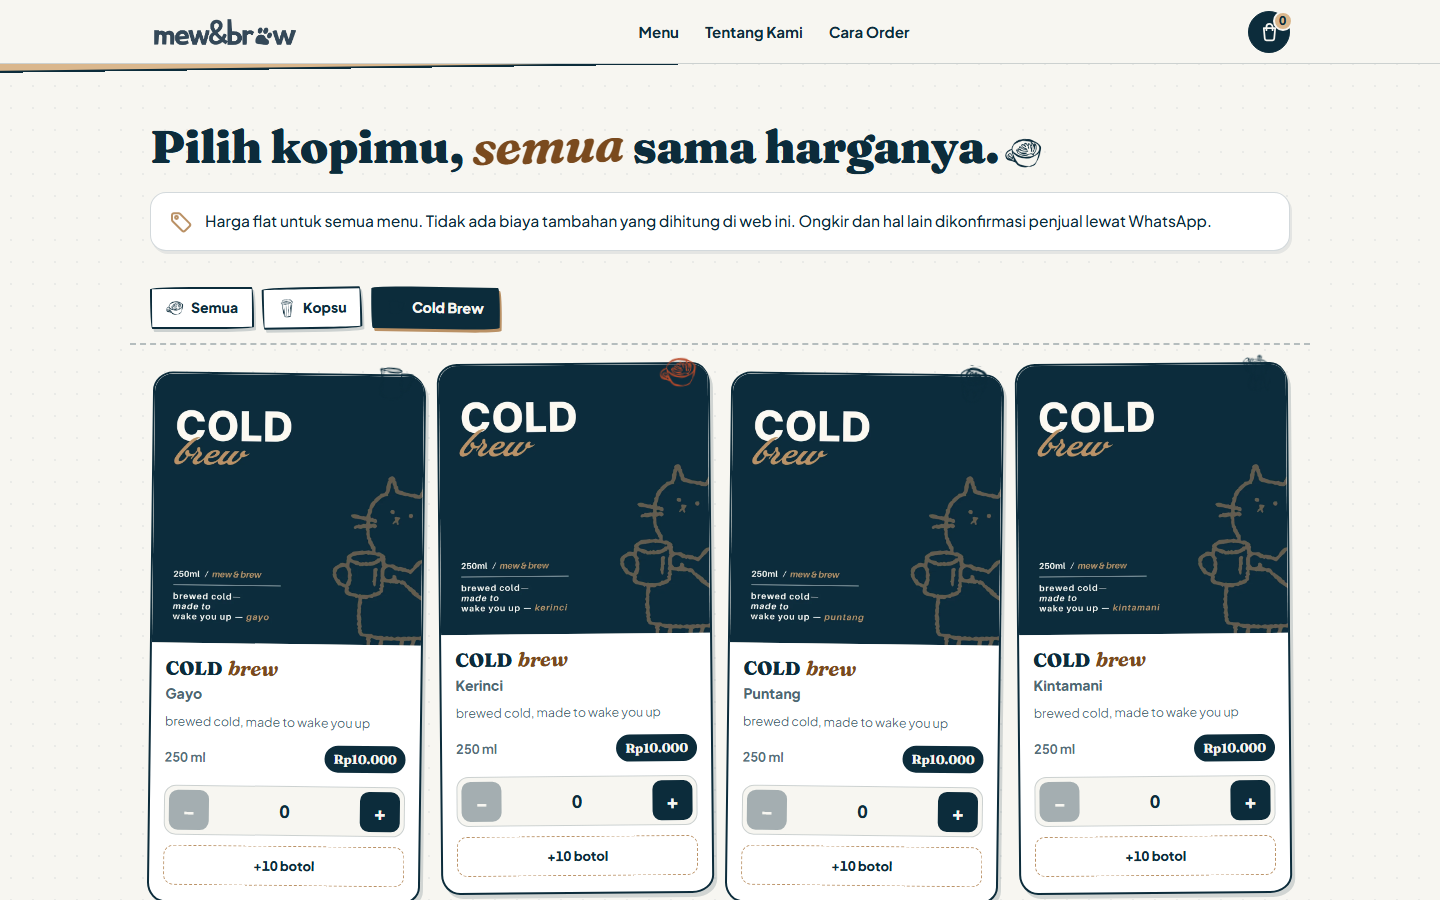 mew&brew
Menu
Tentang Kami
Cara Order
0
Pilih kopimu, semua sama harganya.
Harga flat untuk semua menu. Tidak ada biaya tambahan yang dihitung di web ini. Ongkir dan hal lain dikonfirmasi penjual lewat WhatsApp.
Semua
Kopsu
Cold Brew
COLD
brew
250ml / mew & brew
brewed cold—
made to
wake you up — gayo
COLD brew
Gayo
brewed cold, made to wake you up
250 ml
Rp10.000
–
0
+
+10 botol
COLD
brew
250ml / mew & brew
brewed cold—
made to
wake you up — kerinci
COLD brew
Kerinci
brewed cold, made to wake you up
250 ml
Rp10.000
–
0
+
+10 botol
COLD
brew
250ml / mew & brew
brewed cold—
made to
wake you up — puntang
COLD brew
Puntang
brewed cold, made to wake you up
250 ml
Rp10.000
–
0
+
+10 botol
COLD
brew
250ml / mew & brew
brewed cold—
made to
wake you up — kintamani
COLD brew
Kintamani
brewed cold, made to wake you up
250 ml
Rp10.000
–
0
+
+10 botol